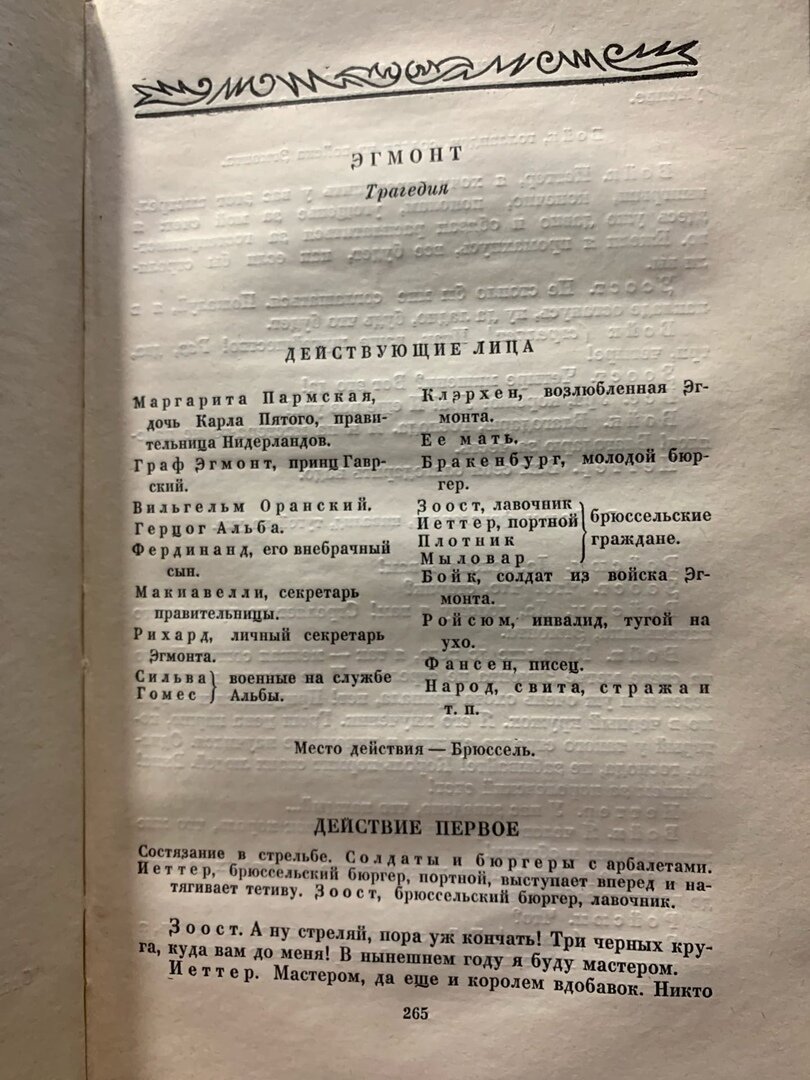 ЭГМОНТ
Трагедия
ДЕЙСТВУЮЩИЕ ЛИЦА
Маргарита Пармская,
дочь Карла Пятого, прави-
тельница Нидерландов.
Граф Эгмонт, принц Гавр-
ский.
Вильгельм Оранский.
Герцог Альба.
Фердинанд, его внебрачный
сын.
Макиавелли, секретарь
правительницы.
Рихард, личный секретарь
Эгмонта.
Сильва
Гомес
военные на службе
Альбы.
Клэрхен, возлюбленная Эг-
монта.
Ее мать.
Бракенбург, молодой бюр-
гер.
Зоост, лавочник
Иеттер, портной
Плотник
Мыловар
брюссельские
граждане.
Бойк, солдат из войска Эг-
монта.
Ройсюм, инвалид, тугой на
ухо.
Фансен, писец.
Народ, свита, стража и
т. п.
Место действия — Брюссель.
ДЕЙСТВИЕ ПЕРВОЕ
Состязание в стрельбе. Солдаты и бюргеры с арбалетами.
Иеттер, брюссельский бюргер, портной, выступает вперед и на-
тягивает тетиву. Зоост, брюссельский бюргер, лавочник.
Зоост. А ну стреляй, пора уж кончать! Три черных кру-
га, куда вам до меня! В нынешнем году я буду мастером.
Иеттер. Мастером, да еще и королем вдобавок. Никто
265